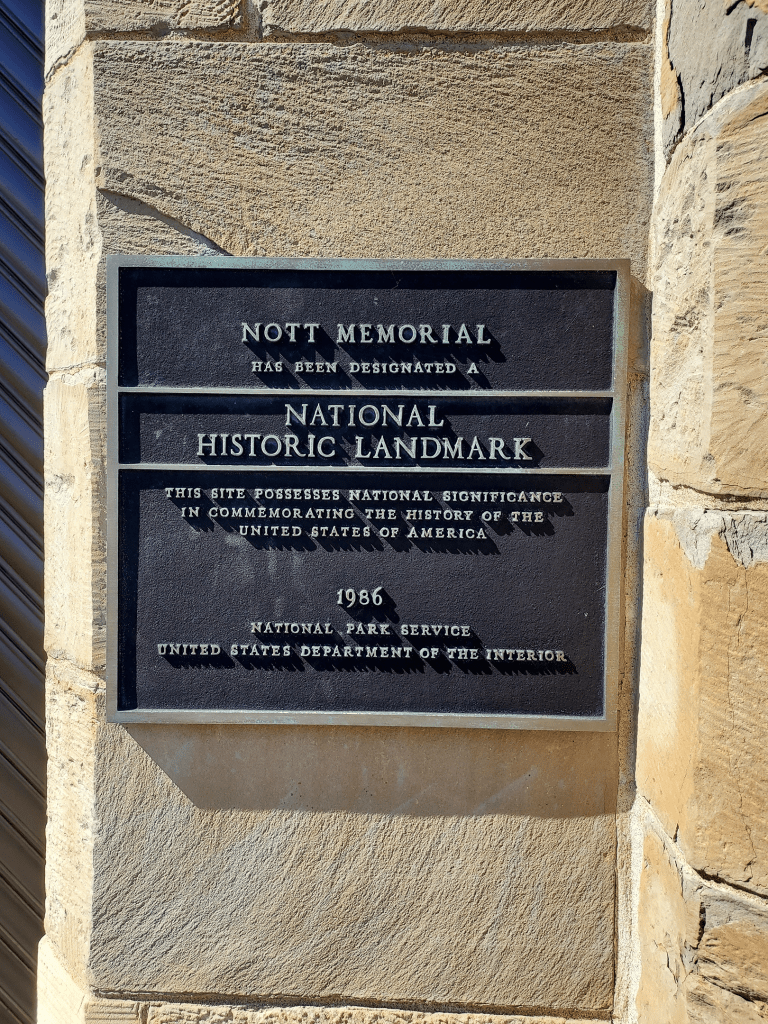 NOTT MEMORIAL
HAS BEEN DESIGNATED A
NATIONAL
HISTORIC LANDMARK
THIS SITE POSSESSES NATIONAL SIGNIFICANCE
IN COMMEMORATING THE HISTORY OF THE
UNITED STATES OF AMERICA
1986
NATIONAL PARK SERVICE
UNITED STATES DEPARTMENT OF THE INTERIOR